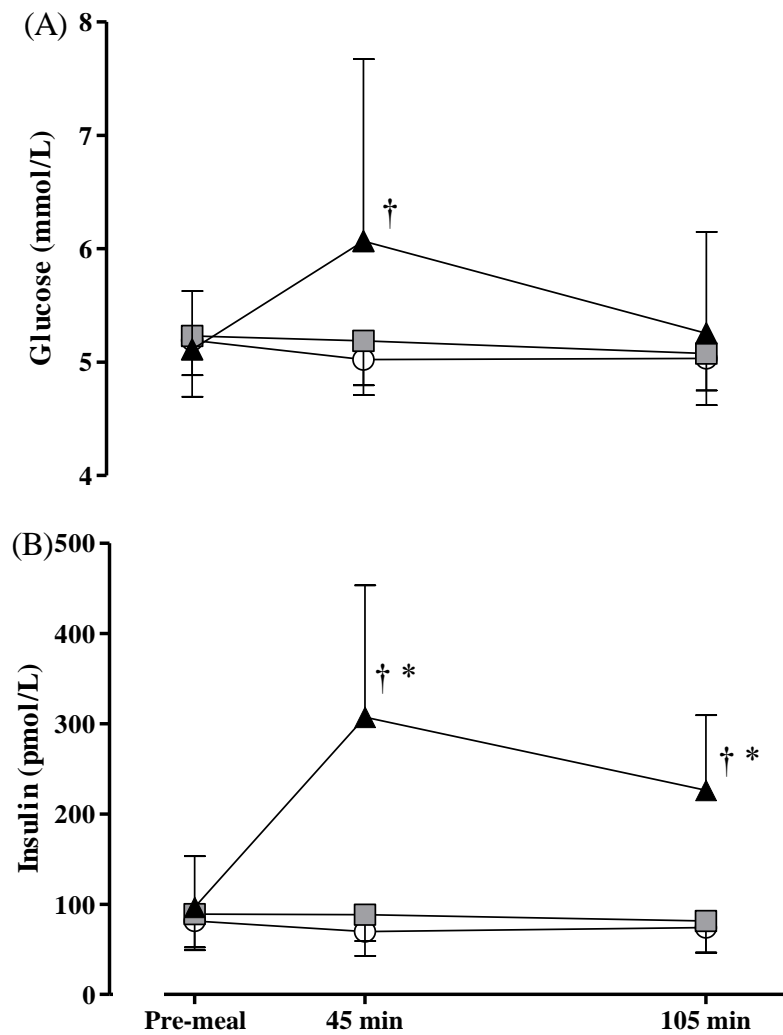 (A)
8
7
6
5
4
Glucose (mmol/L)
†
(B)
500
400
300
200
100
0
Insulin (pmol/L)
† *
† *
Pre-meal 45 min 105 min